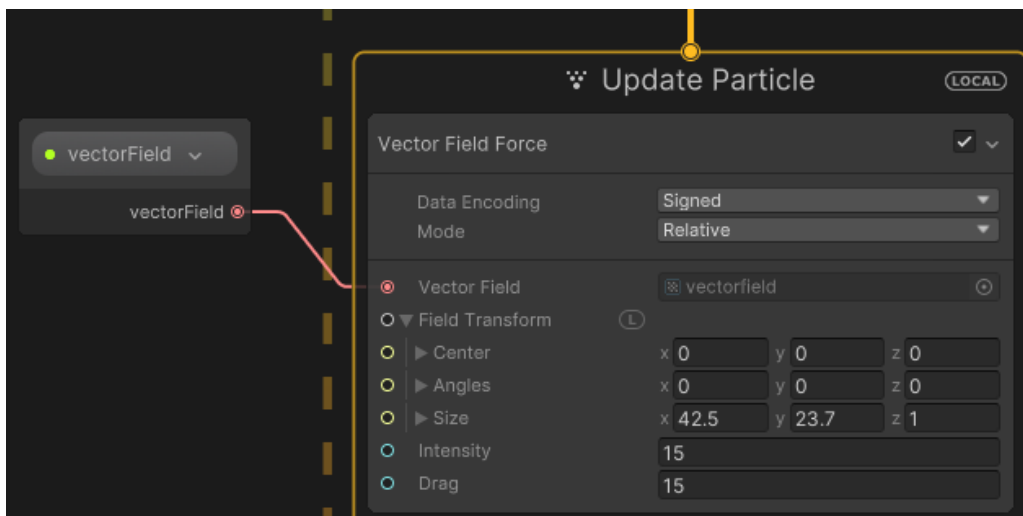 Update Particle
LOCAL
vectorField
vectorField
Vector Field Force
Data Encoding Signed
Mode Relative
Vector Field vectorfield
Field Transform L
Center x 0 y 0 z 0
Angles x 0 y 0 z 0
Size x 42.5 y 23.7 z 1
Intensity 15
Drag 15